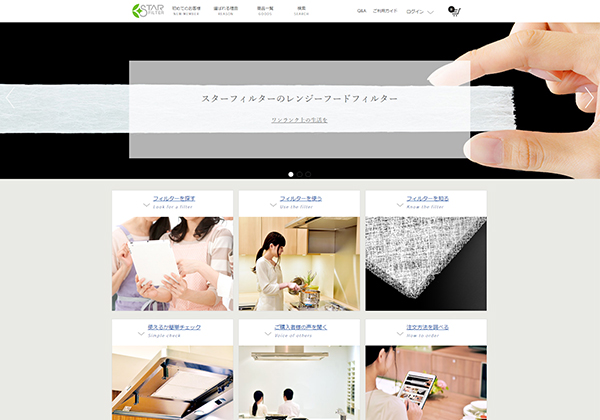 STAR
FILTER
初めてのお客様
NEW MEMBER
選ばれる理由
REASON
商品一覧
GOODS
検索
SEARCH
Q&A
ご利用ガイド
ログイン
0
スターフィルターのレンジーフードフィルター
ワンランク上の生活を
フィルターを探す
Look for a filter
フィルターを使う
Use the filter
フィルターを知る
Know the filter
使えるか簡単チェック
Simple check
ご購入者様の声を聞く
Voice of others
注文方法を調べる
How to order